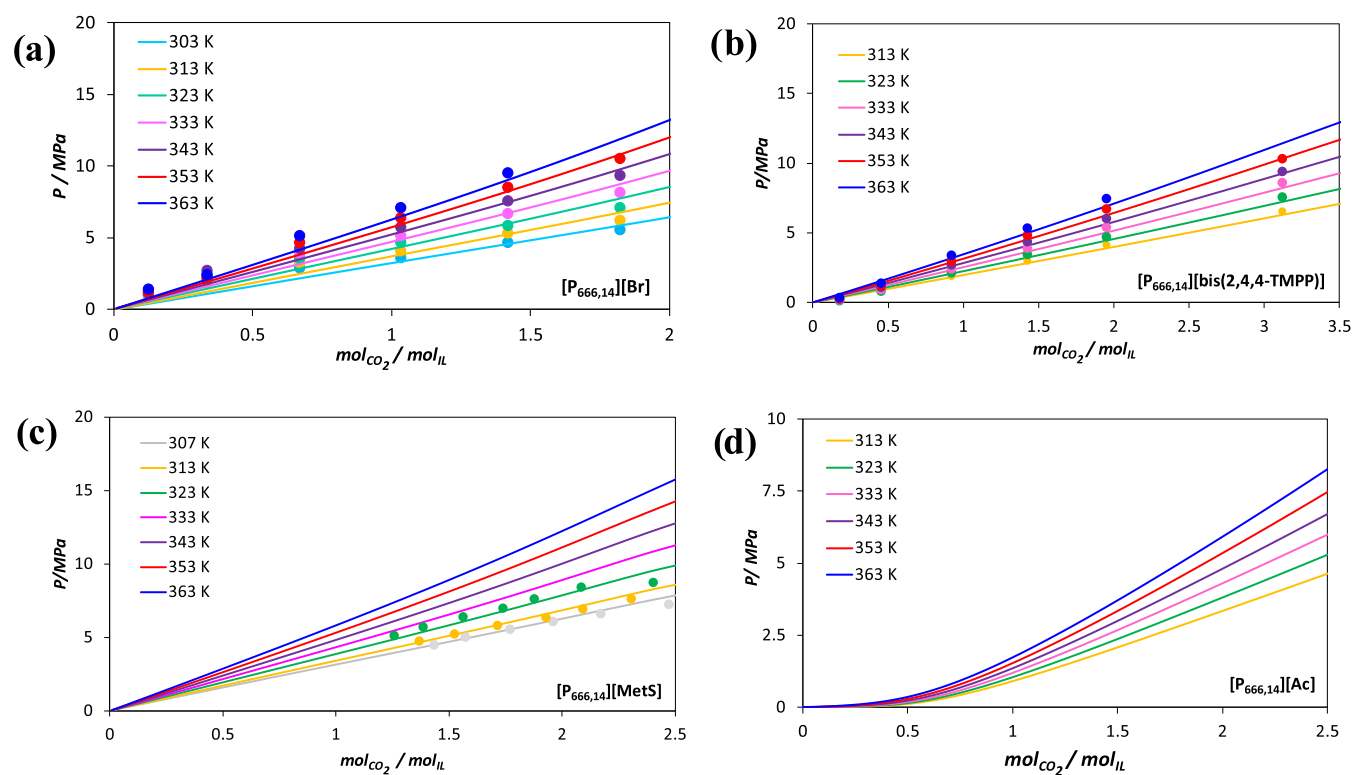 (a)
20
15
10
5
0
P / MPa
303 K
313 K
323 K
333 K
343 K
353 K
363 K
[P666,14][Br]
0
0.5
1
1.5
2
molCO2 / molIL
(b)
20
15
10
5
0
P/MPa
313 K
323 K
333 K
343 K
353 K
363 K
[P666,14][bis(2,4,4-TMPP)]
0
0.5
1
1.5
2
2.5
3
3.5
molCO2 / molIL
(c)
20
15
10
5
0
P/MPa
307 K
313 K
323 K
333 K
343 K
353 K
363 K
[P666,14][MetS]
0
1
1.5
2
2.5
molCO2 / molIL
(d)
10
7.5
5
2.5
0
P/ MPa
313 K
323 K
333 K
343 K
353 K
363 K
[P666,14][Ac]
0
0.5
1
1.5
2
2.5
molCO2 / molIL